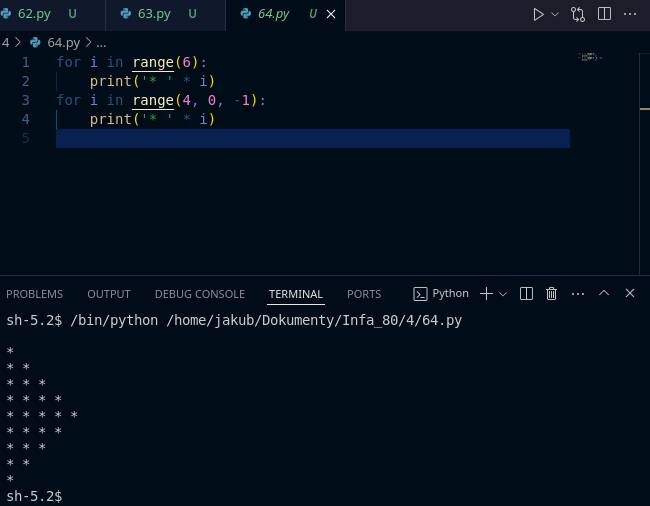 62.py U 63.py U 64.py U
4 > 64.py > ...
1 for i in range(6):
2     print('* ' * i)
3 for i in range(4, 0, -1):
4     print('* ' * i)
5
PROBLEMS OUTPUT DEBUG CONSOLE TERMINAL PORTS Python
sh-5.2$ /bin/python /home/jakub/Dokumenty/Infa_80/4/64.py

*
* *
* * *
* * * *
* * * * *
* * * *
* * *
* *
*
sh-5.2$